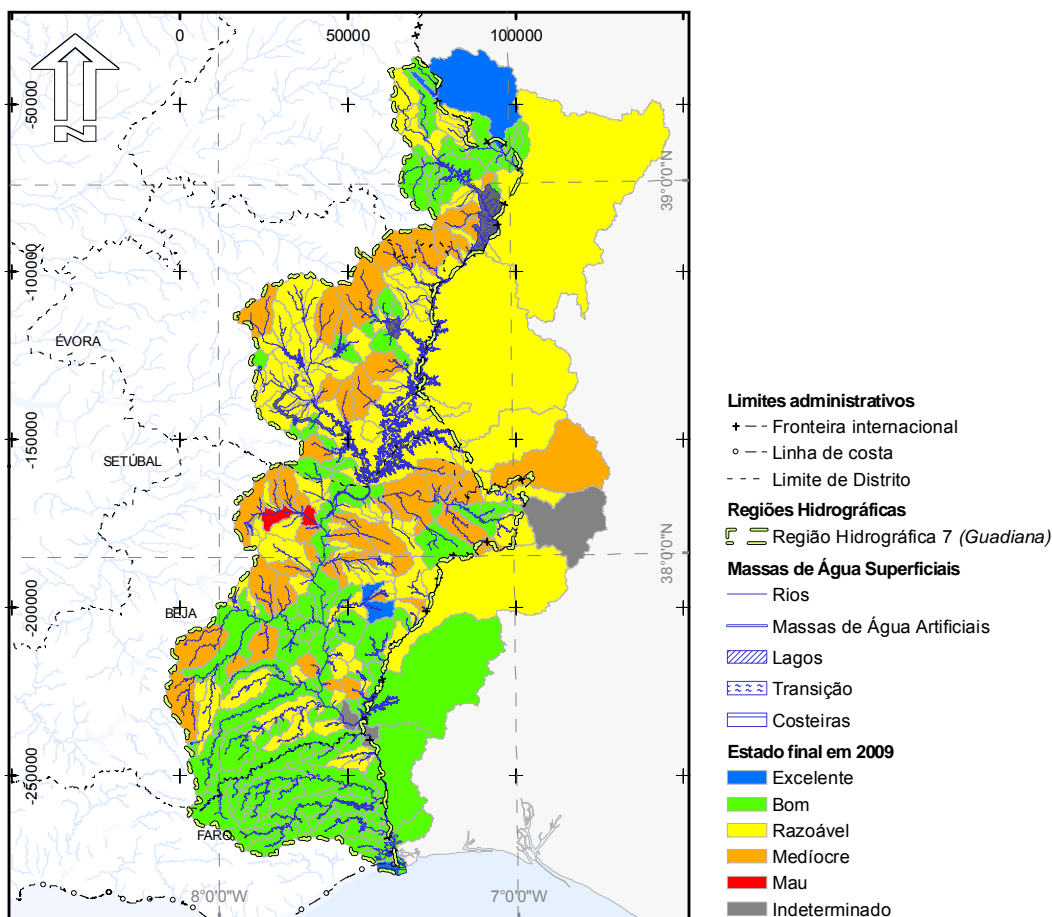 0 50000 100000
-50000
39°0'0"N
-100000
ÉVORA
-150000
SETÚBAL
38°0'0"N
-200000
BEJA
-250000
FARO
8°0'0"W 7°0'0"W
N
Limites administrativos
Fronteira internacional
Linha de costa
Limite de Distrito
Regiões Hidrográficas
Região Hidrográfica 7 (Guadiana)
Massas de Água Superficiais
Rios
Massas de Água Artificiais
Lagos
Transição
Costeiras
Estado final em 2009
Excelente
Bom
Razoável
Medíocre
Mau
Indeterminado